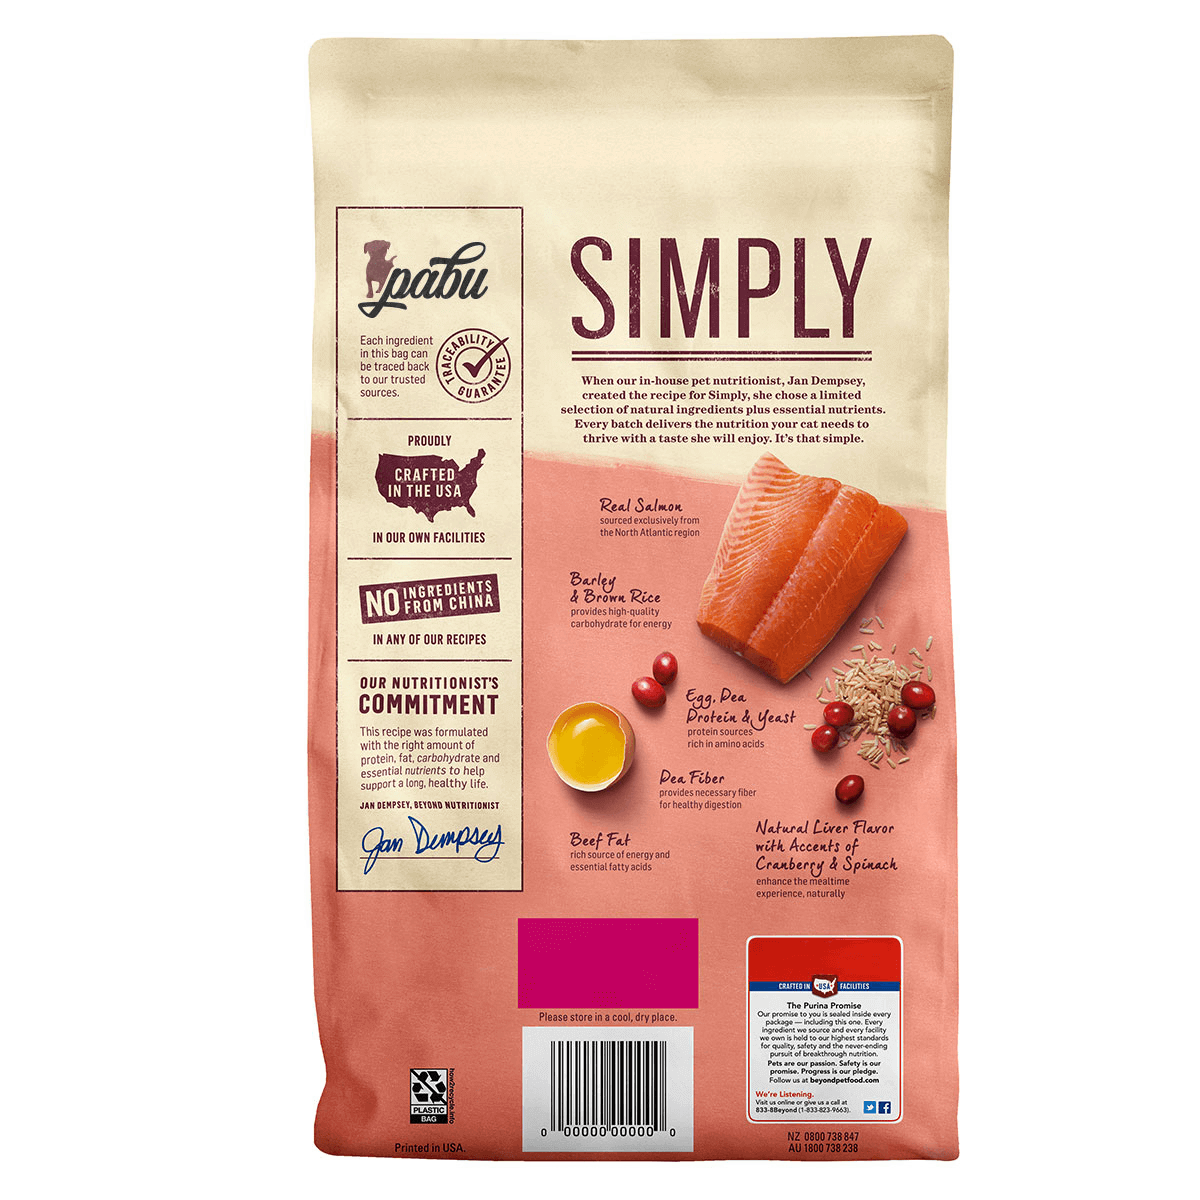 pabu
Each ingredient
in this bag can
be traced back
to our trusted
sources.
TRACEABILITY
GUARANTEE
PROUDLY
CRAFTED
IN THE USA
IN OUR OWN FACILITIES
NO INGREDIENTS
FROM CHINA
IN ANY OF OUR RECIPES
OUR NUTRITIONIST'S
COMMITMENT
This recipe was formulated
with the right amount of
protein, fat, carbohydrate and
essential nutrients to help
support a long, healthy life.
JAN DEMPSEY, BEYOND NUTRITIONIST
Jan Dempsey
SIMPLY
When our in-house pet nutritionist, Jan Dempsey,
created the recipe for Simply, she chose a limited
selection of natural ingredients plus essential nutrients.
Every batch delivers the nutrition your cat needs to
thrive with a taste she will enjoy. It's that simple.
Real Salmon
sourced exclusively from
the North Atlantic region
Barley
& Brown Rice
provides high-quality
carbohydrate for energy
Egg, Pea
Protein & Yeast
protein sources
rich in amino acids
Pea Fiber
provides necessary fiber
for healthy digestion
Beef Fat
rich source of energy and
essential fatty acids
Natural Liver Flavor
with Accents of
Cranberry & Spinach
enhance the mealtime
experience, naturally
Please store in a cool, dry place.
0 00000 00000 0
how2recycle.info
PLASTIC
BAG
Printed in USA.
CRAFTED IN USA FACILITIES
The Purina Promise
Our promise to you is sealed inside every
package — including this one. Every
ingredient we source and every facility
we own is held to our highest standards
for quality, safety and the never-ending
pursuit of breakthrough nutrition.
Pets are our passion. Safety is our
promise. Progress is our pledge.
Follow us at beyondpetfood.com
We're Listening.
Visit us online or give us a call at
833-8Beyond (1-833-823-9663).
NZ 0800 738 847
AU 1800 738 238